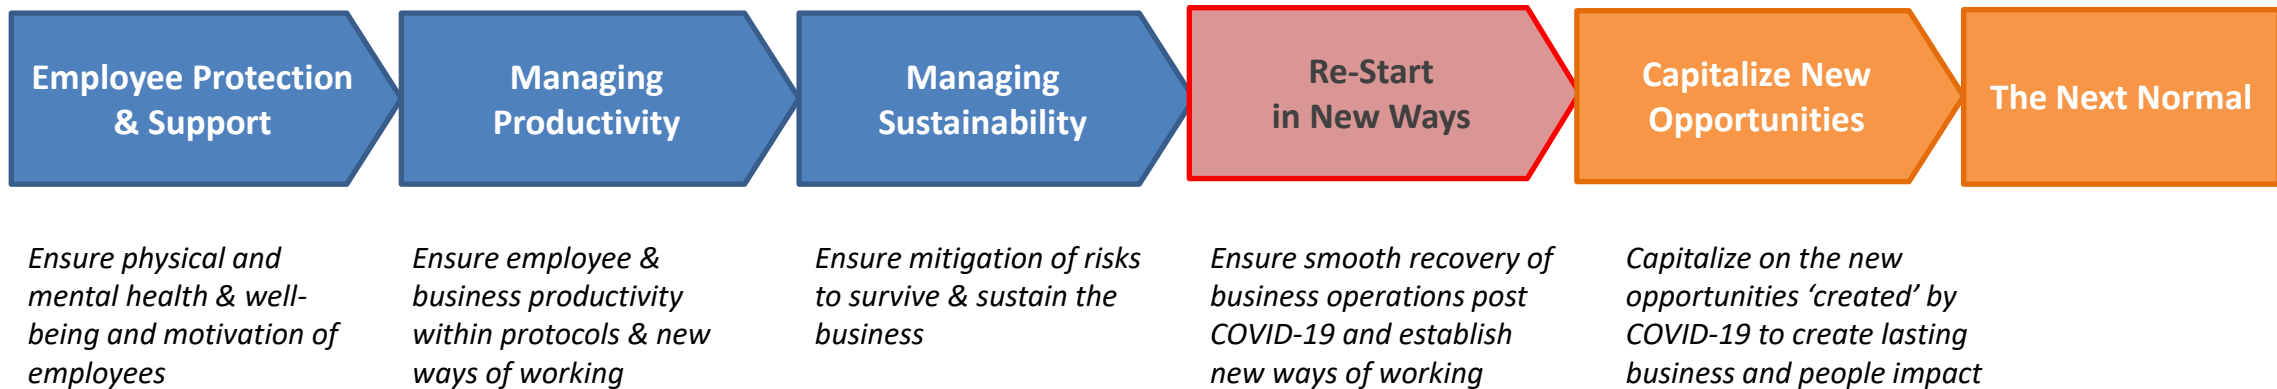 Employee Protection
& Support
Managing
Productivity
Managing
Sustainability
Re-Start
in New Ways
Capitalize New
Opportunities
The Next Normal
Ensure physical and
mental health & well-
being and motivation of
employees
Ensure employee &
business productivity
within protocols & new
ways of working
Ensure mitigation of risks
to survive & sustain the
business
Ensure smooth recovery of
business operations post
COVID-19 and establish
new ways of working
Capitalize on the new
opportunities ‘created’ by
COVID-19 to create lasting
business and people impact